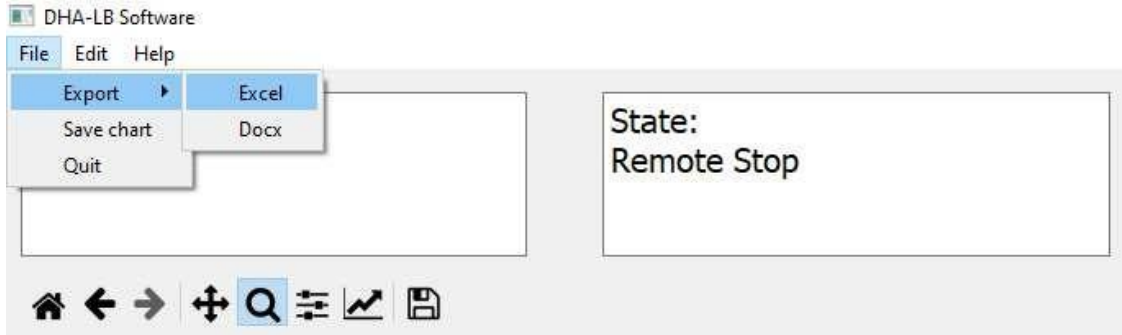 DHA-LB Software
File Edit Help
Export Excel
Save chart Docx
Quit
State:
Remote Stop